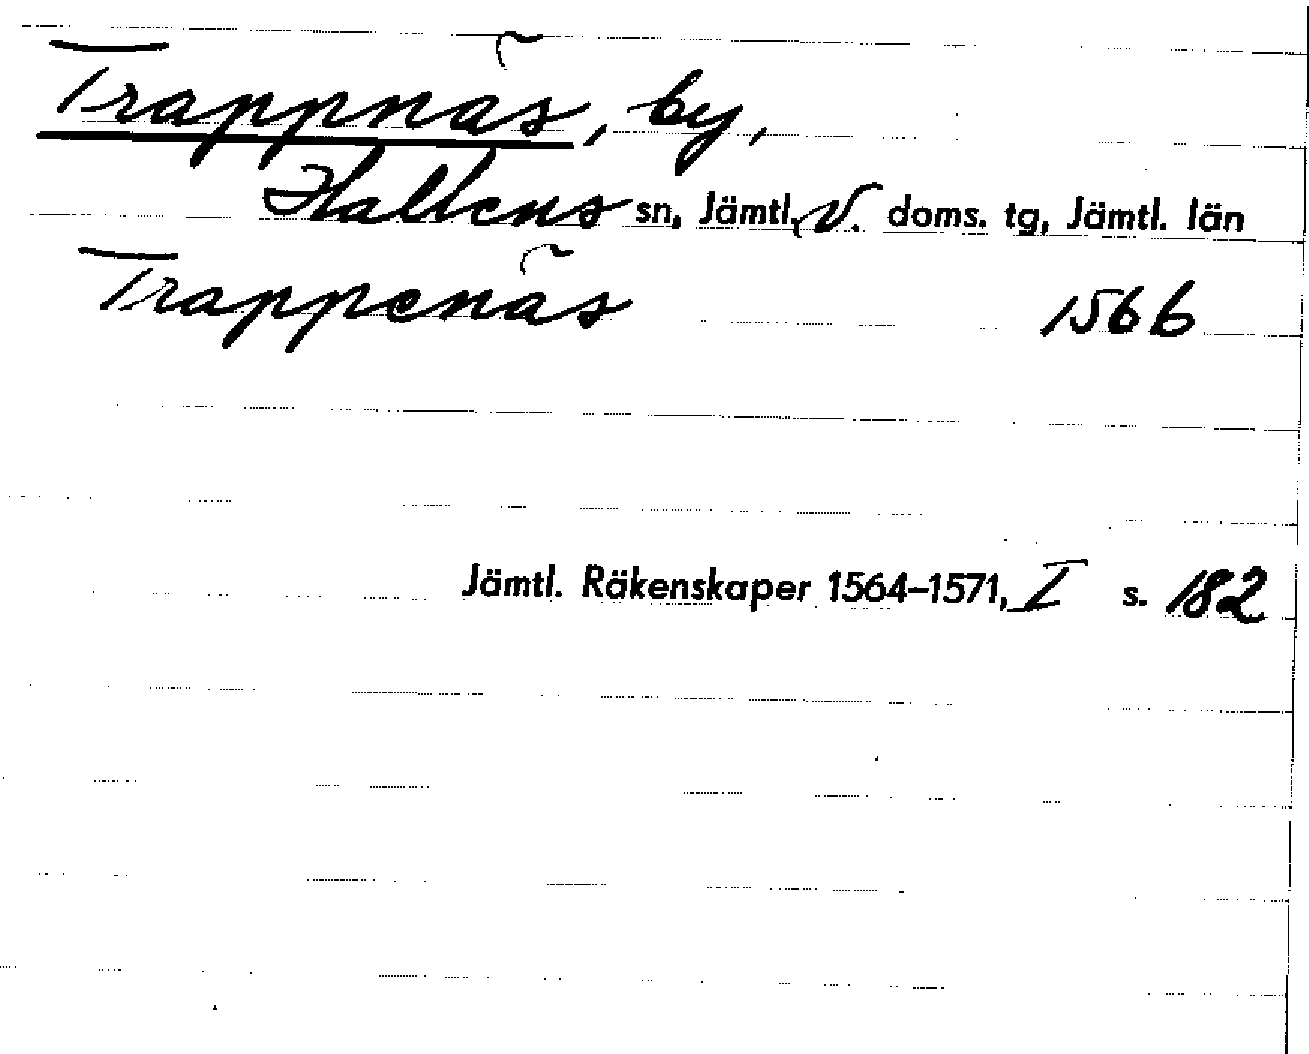 Trappnäs, by,
Hallens sn, Jämtl. V. doms. tg, Jämtl. län
Trappenäs 1566
Jämtl. Räkenskaper 1564–1571, I s. 182